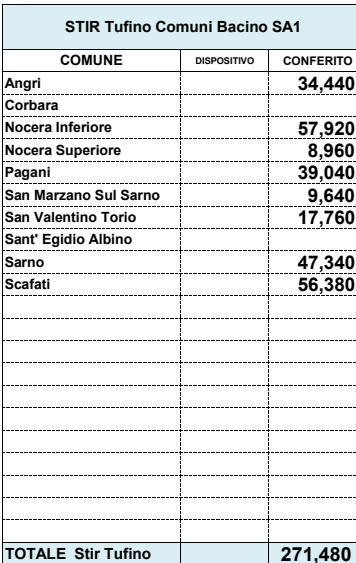 STIR Tufino Comuni Bacino SA1
COMUNE DISPOSITIVO CONFERITO
Angri 34,440
Corbara
Nocera Inferiore 57,920
Nocera Superiore 8,960
Pagani 39,040
San Marzano Sul Sarno 9,640
San Valentino Torio 17,760
Sant' Egidio Albino
Sarno 47,340
Scafati 56,380
TOTALE Stir Tufino 271,480